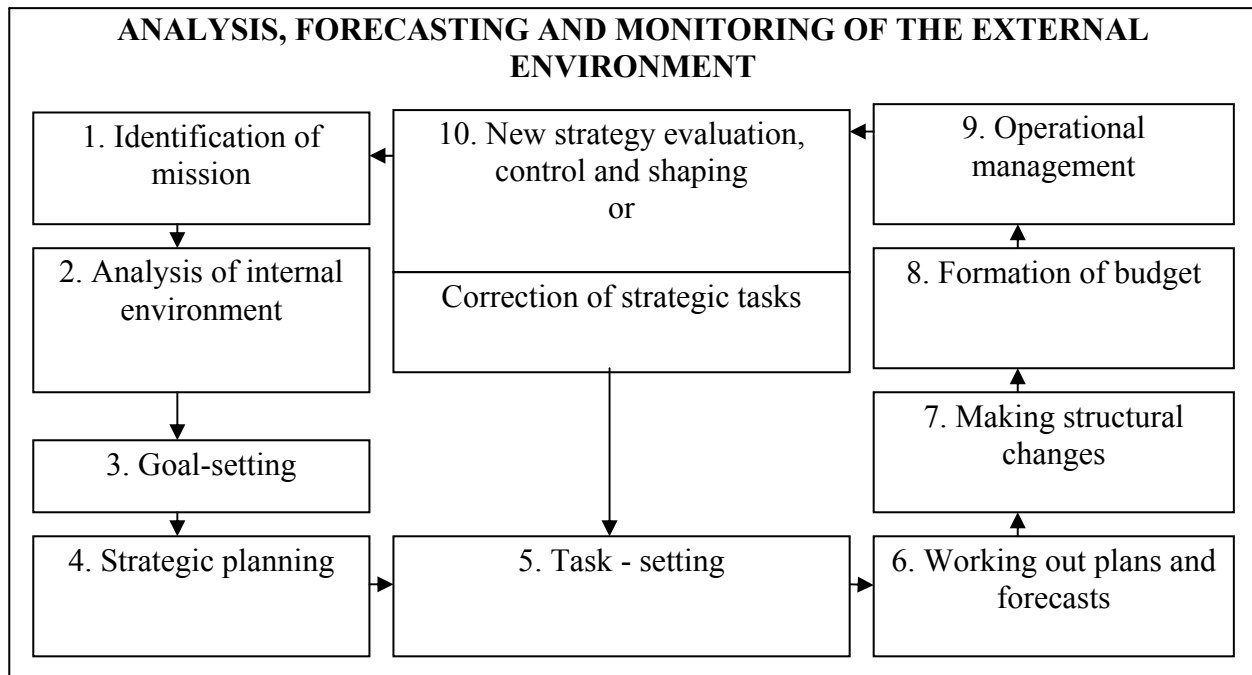 ANALYSIS, FORECASTING AND MONITORING OF THE EXTERNAL
ENVIRONMENT
1. Identification of
mission
2. Analysis of internal
environment
3. Goal-setting
4. Strategic planning
10. New strategy evaluation,
control and shaping
or
Correction of strategic tasks
5. Task - setting
9. Operational
management
8. Formation of budget
7. Making structural
changes
6. Working out plans and
forecasts